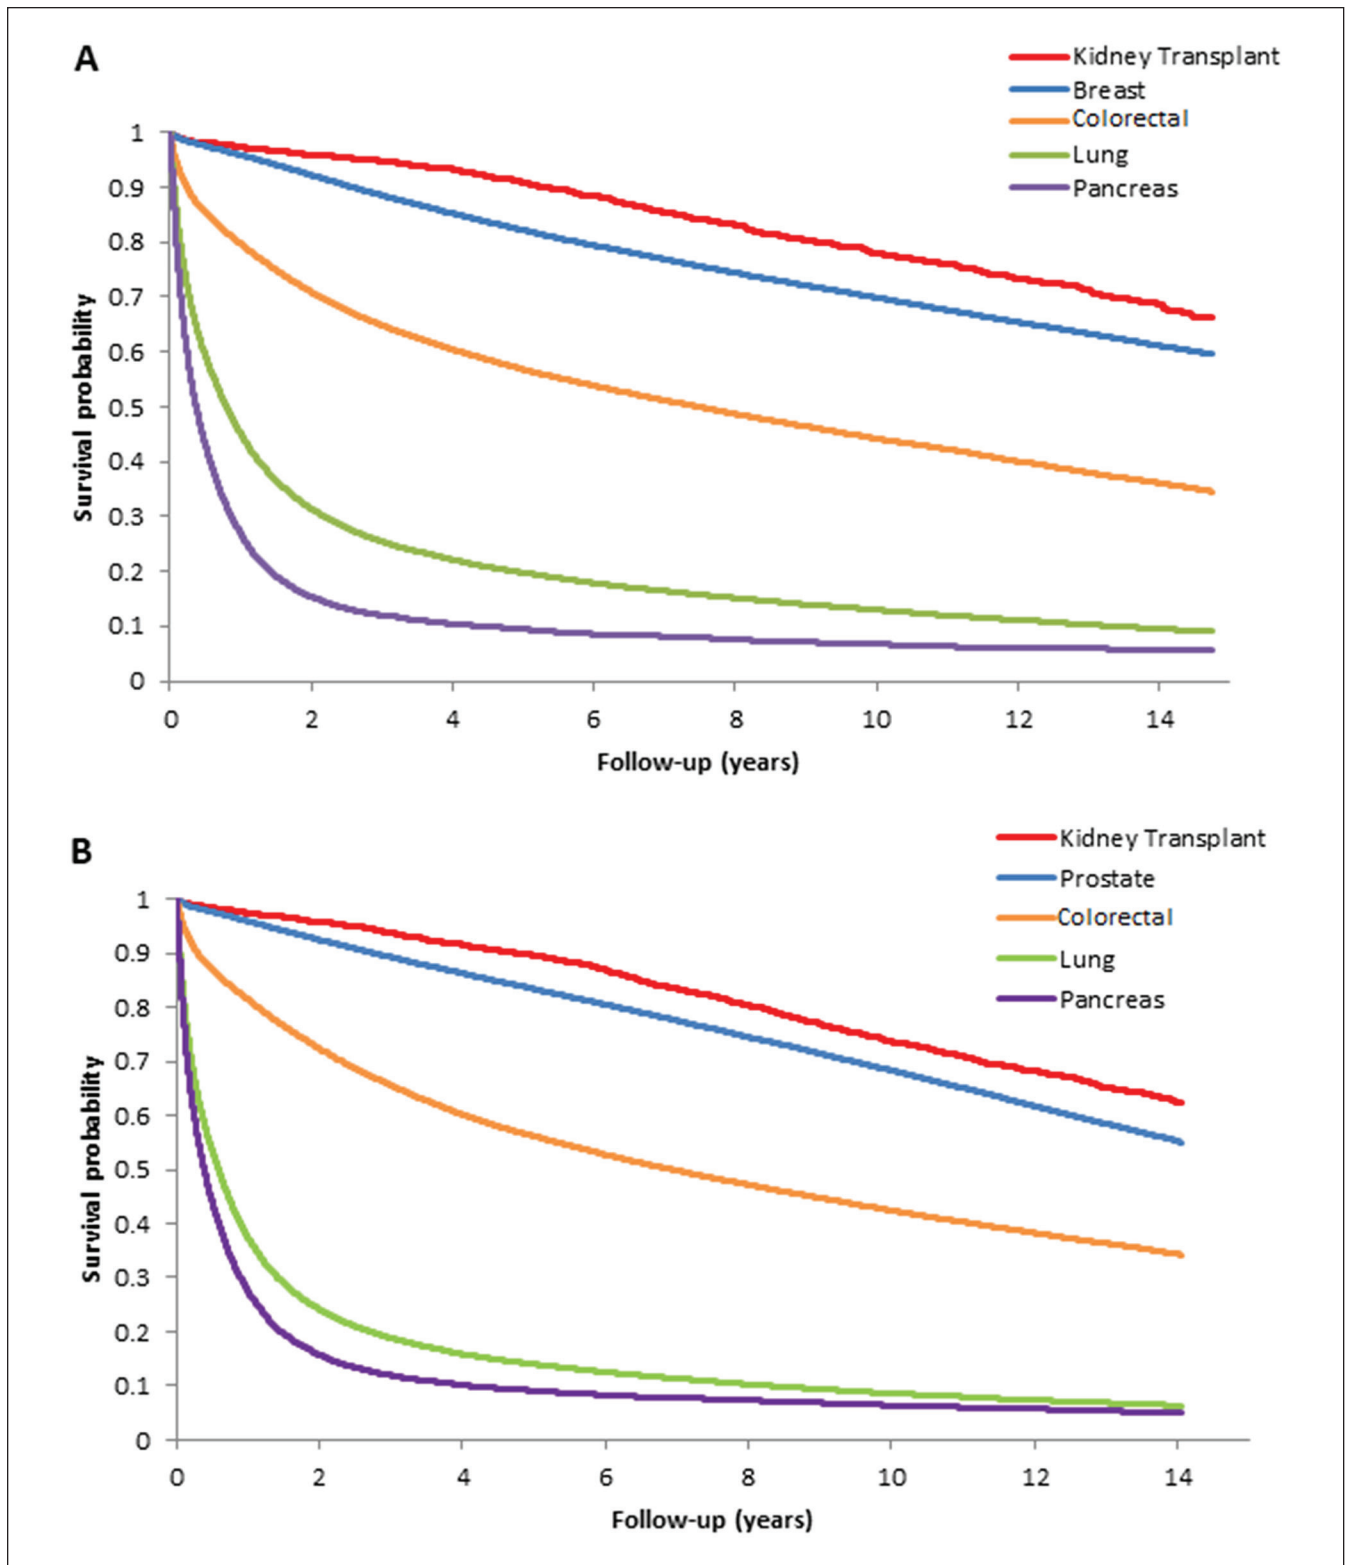 A
Kidney Transplant
Breast
Colorectal
Lung
Pancreas
1
0.9
0.8
0.7
0.6
0.5
0.4
0.3
0.2
0.1
0
Survival probability
0 2 4 6 8 10 12 14
Follow-up (years)
B
Kidney Transplant
Prostate
Colorectal
Lung
Pancreas
1
0.9
0.8
0.7
0.6
0.5
0.4
0.3
0.2
0.1
0
Survival probability
0 2 4 6 8 10 12 14
Follow-up (years)